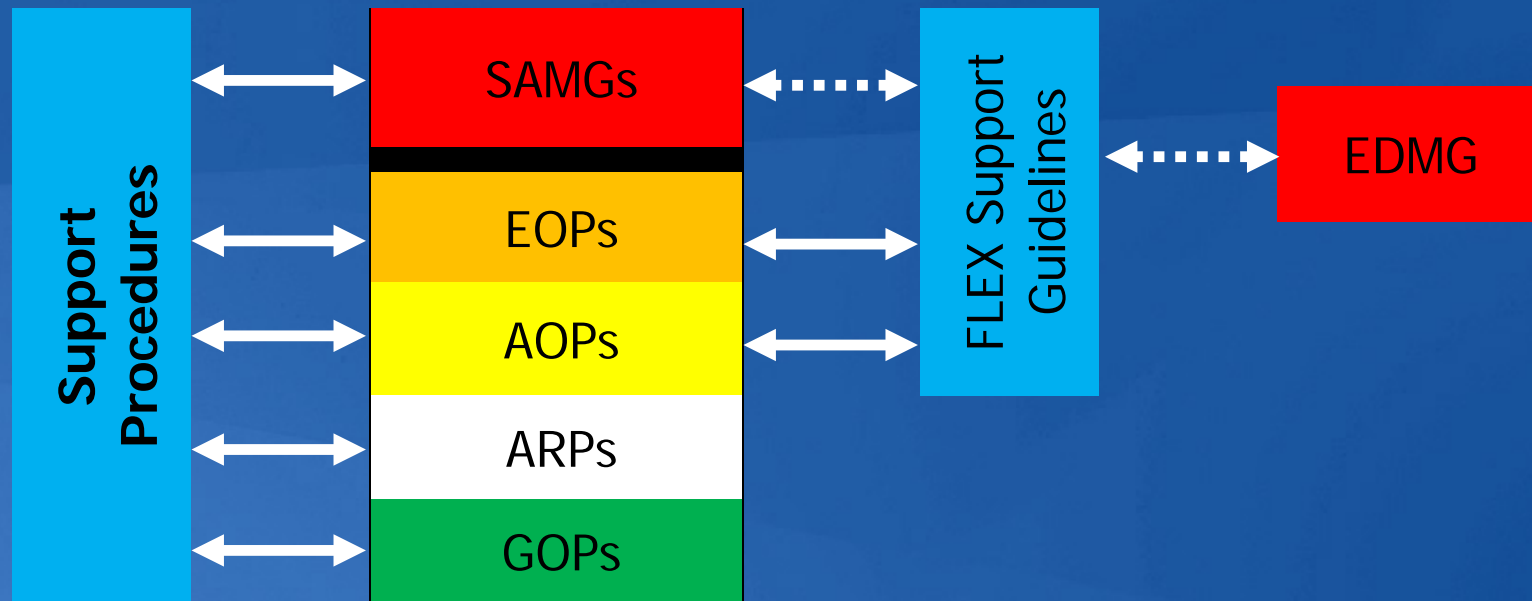 Support
Procedures
SAMGs
EOPs
AOPs
ARPs
GOPs
FLEX Support
Guidelines
EDMG